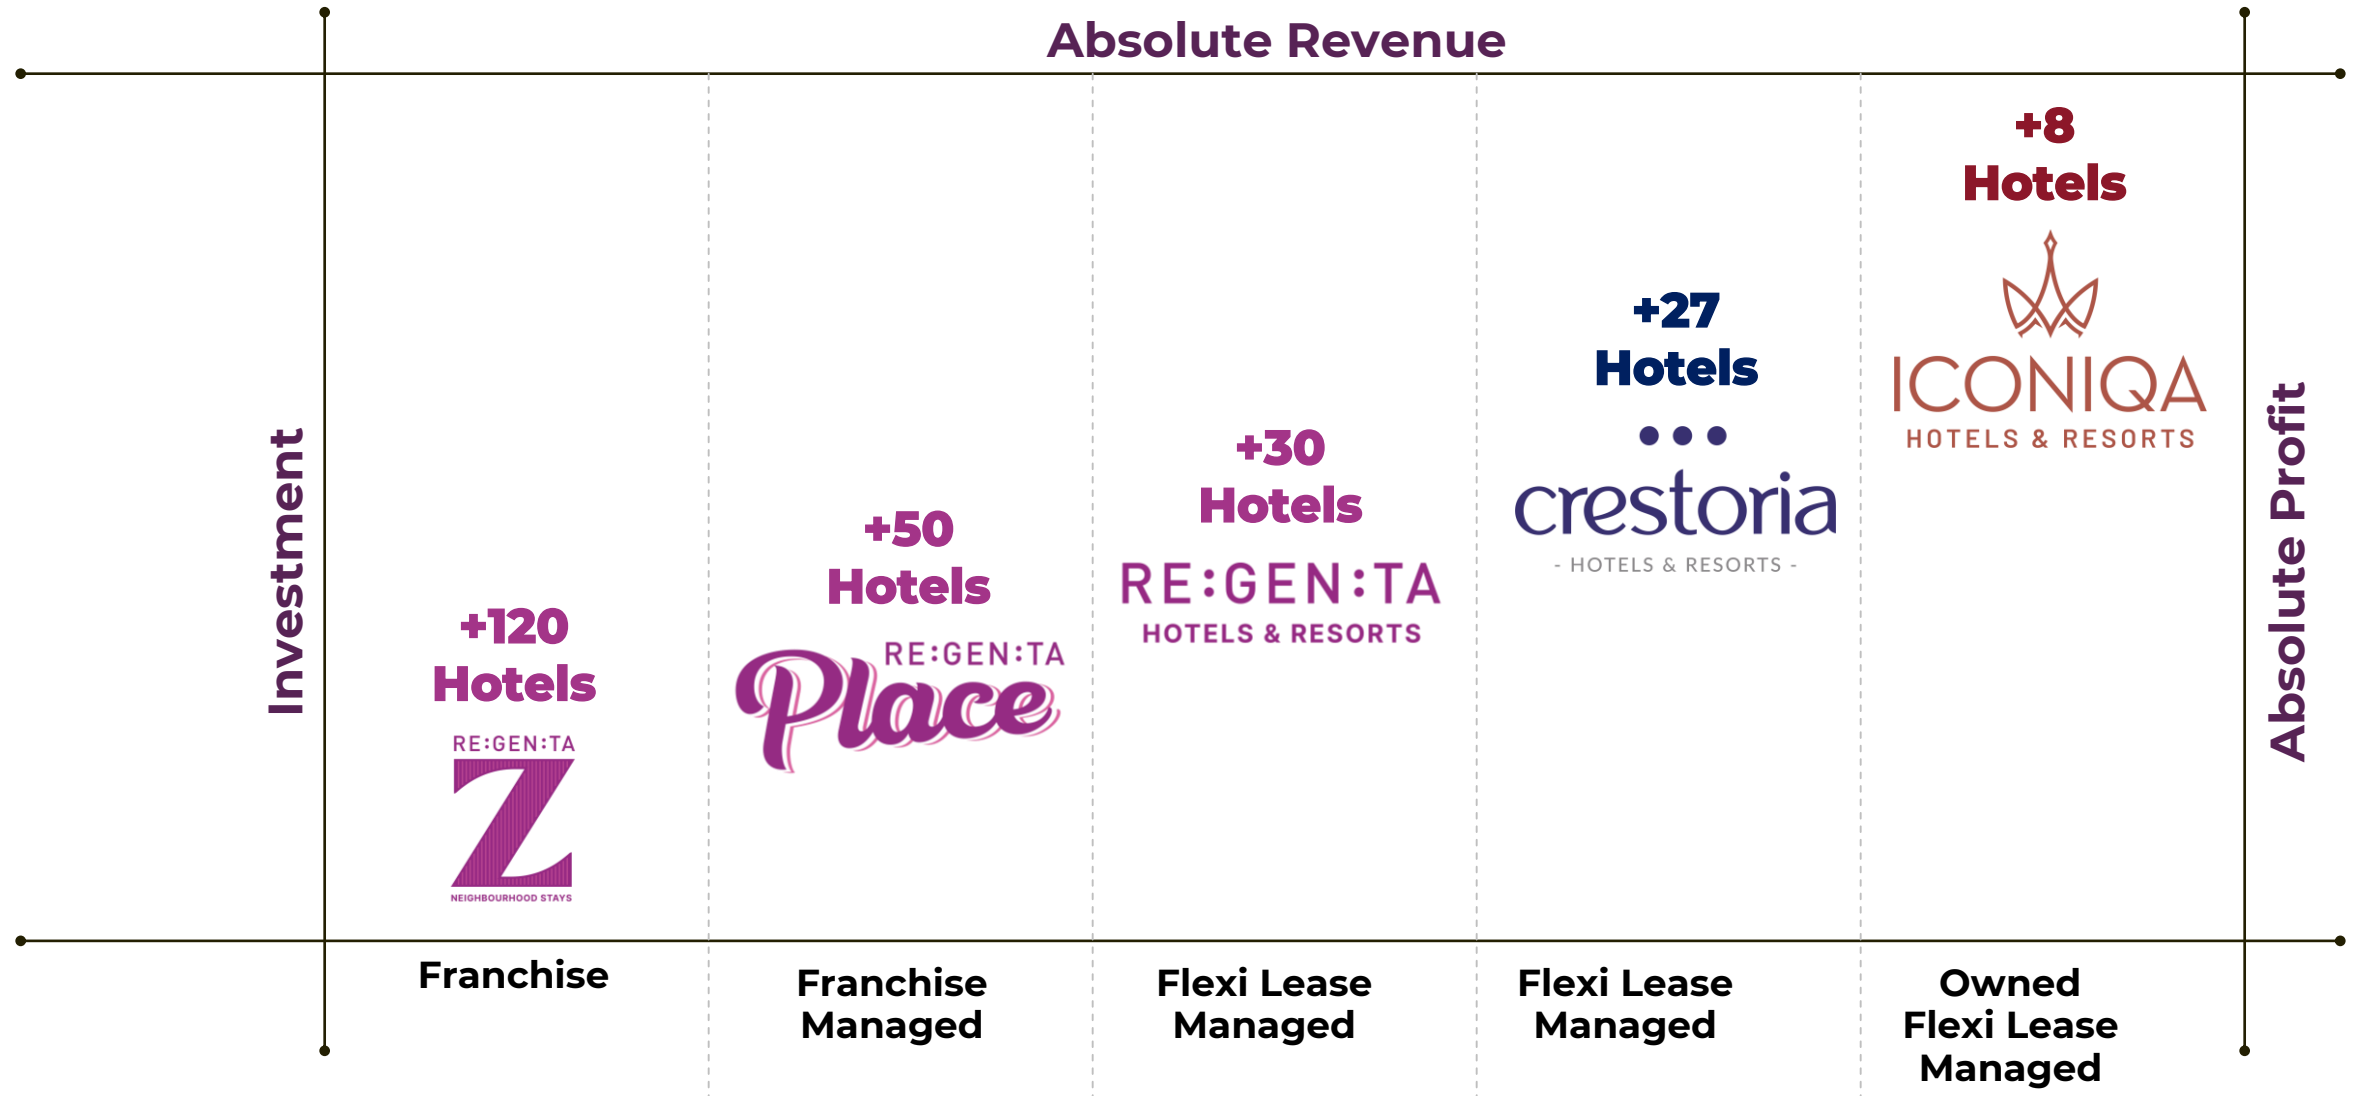 Absolute Revenue
Investment
+120
Hotels
RE:GEN:TA
Z
NEIGHBOURHOOD STAYS
Franchise
+50
Hotels
RE:GEN:TA
Place
Franchise
Managed
+30
Hotels
RE:GEN:TA
HOTELS & RESORTS
Flexi Lease
Managed
+27
Hotels
crestoria
- HOTELS & RESORTS -
Flexi Lease
Managed
+8
Hotels
ICONIQA
HOTELS & RESORTS
Owned
Flexi Lease
Managed
Absolute Profit